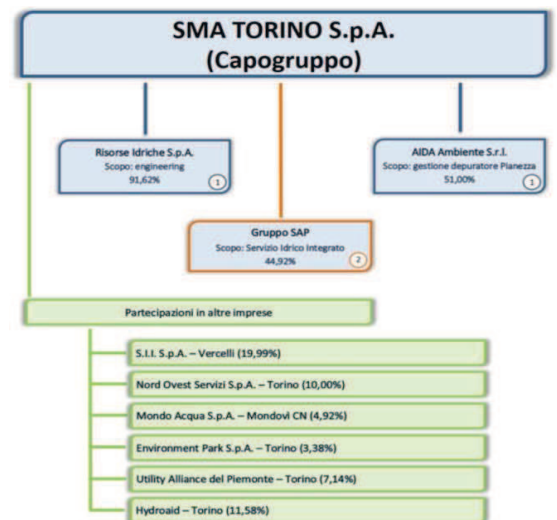 SMA TORINO S.p.A.
(Capogruppo)
Risorse Idriche S.p.A.
Scopo: engineering
91,62%
1
AIDA Ambiente S.r.l.
Scopo: gestione depuratore Pianezza
51,00%
1
Gruppo SAP
Scopo: Servizio Idrico Integrato
44,92%
2
Partecipazioni in altre imprese
S.I.I. S.p.A. – Vercelli (19,99%)
Nord Ovest Servizi S.p.A. – Torino (10,00%)
Mondo Acqua S.p.A. – Mondovì CN (4,92%)
Environment Park S.p.A. – Torino (3,38%)
Utility Alliance del Piemonte – Torino (7,14%)
Hydroaid – Torino (11,58%)